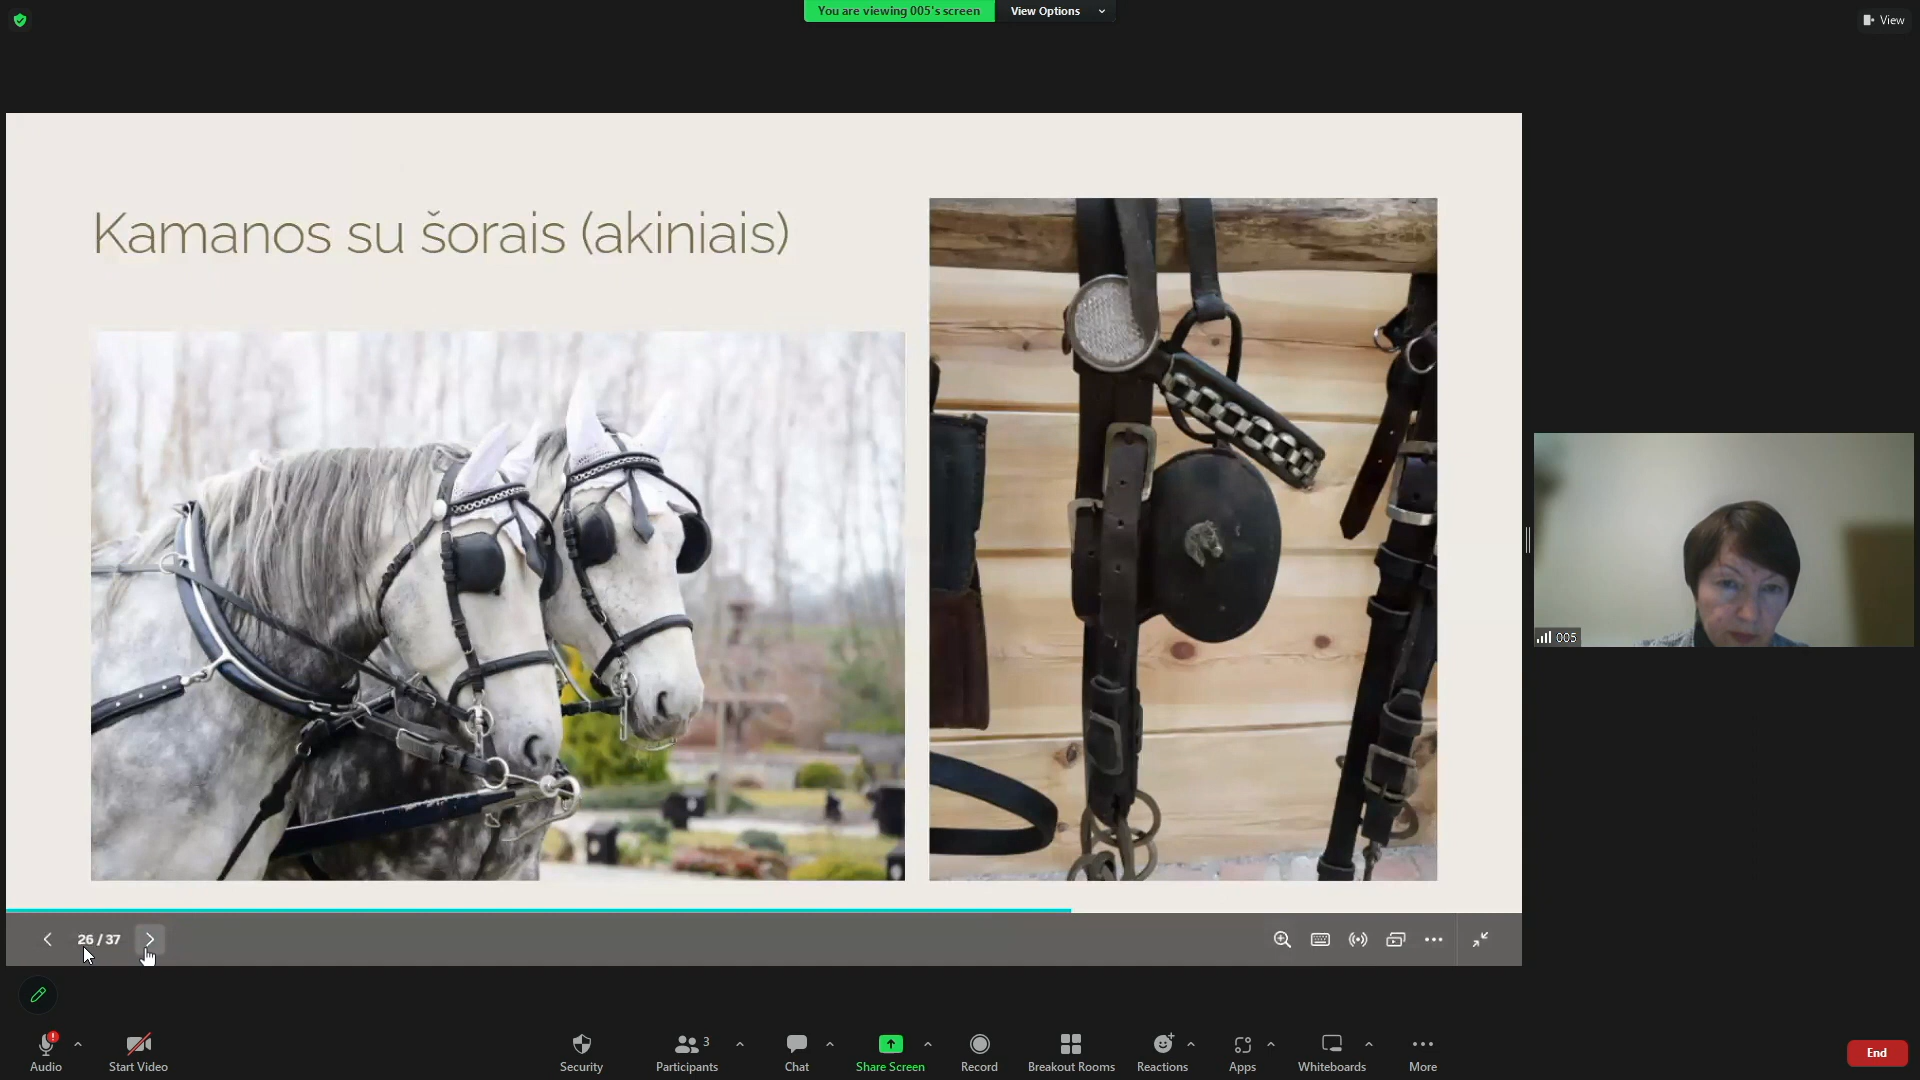 You are viewing 005's screen
View Options
View
Kamanos su šorais (akiniais)
005
26 / 37
Audio
Start Video
Security
Participants
3
Chat
Share Screen
Record
Breakout Rooms
Reactions
Apps
Whiteboards
More
End